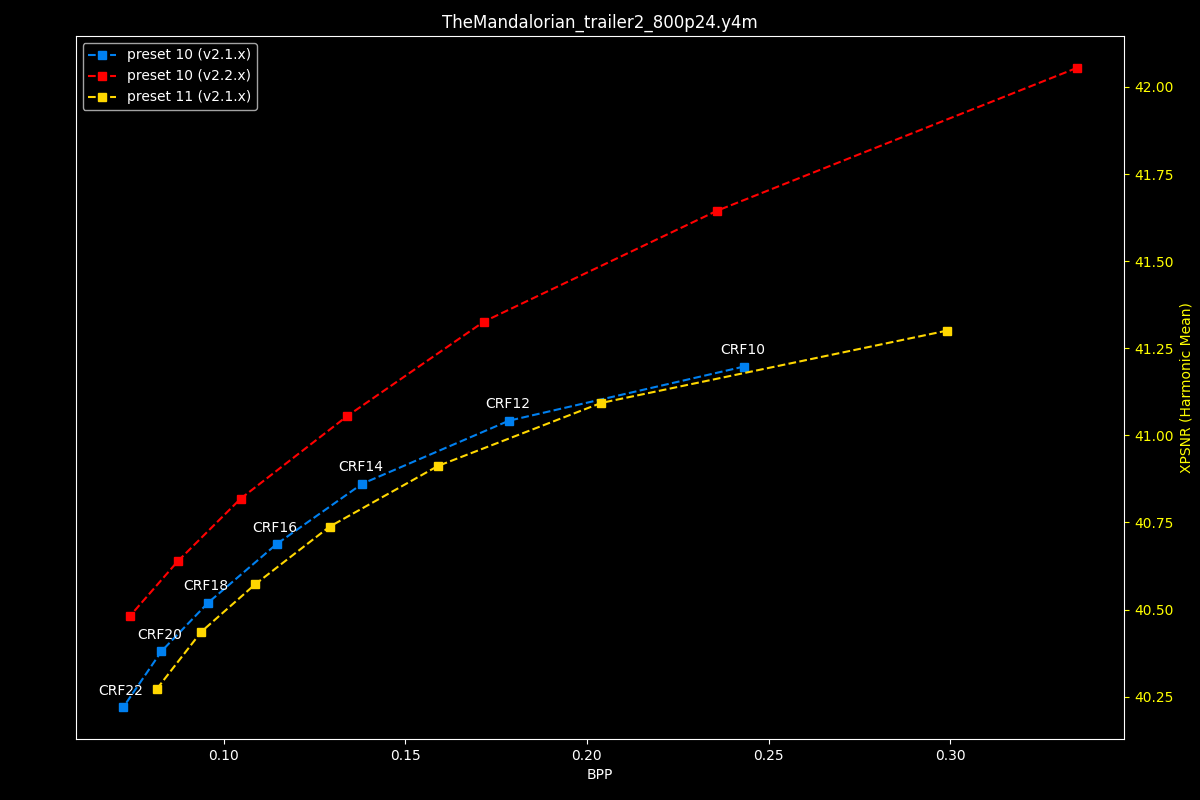 TheMandalorian_trailer2_800p24.y4m
preset 10 (v2.1.x)
preset 10 (v2.2.x)
preset 11 (v2.1.x)
42.00
41.75
41.50
41.25
41.00
40.75
40.50
40.25
XPSNR (Harmonic Mean)
CRF10
CRF12
CRF14
CRF16
CRF18
CRF20
CRF22
0.10
0.15
0.20
0.25
0.30
BPP